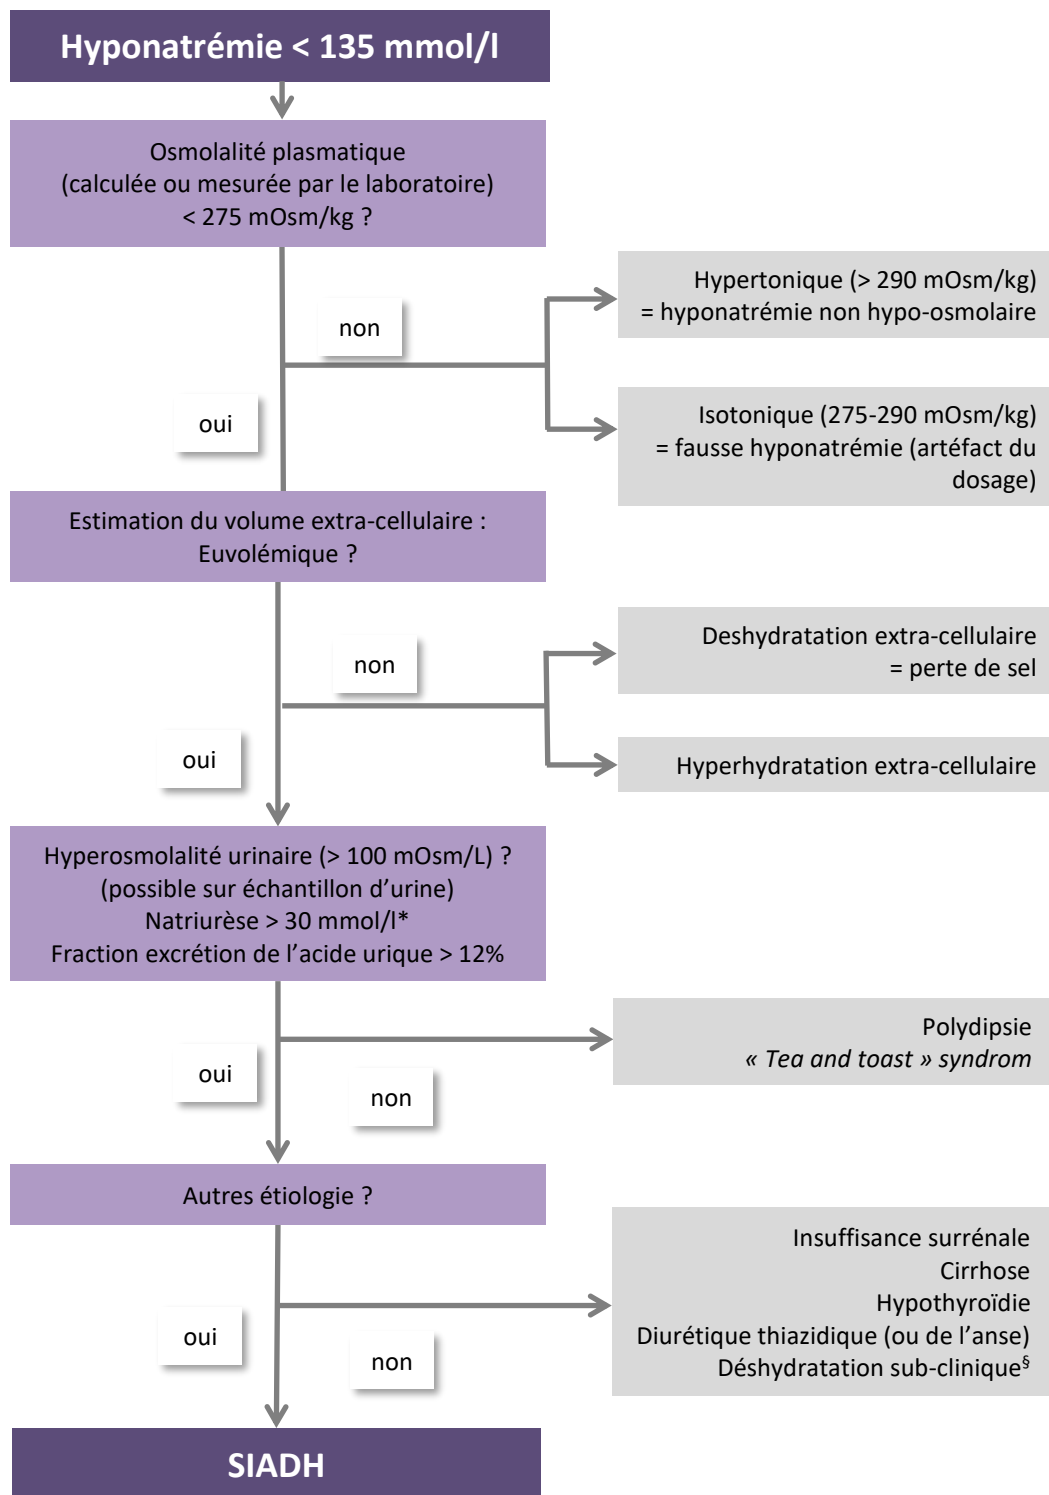 Hyponatrémie < 135 mmol/l
Osmolalité plasmatique
(calculée ou mesurée par le laboratoire)
< 275 mOsm/kg ?
non
Hypertonique (> 290 mOsm/kg)
= hyponatrémie non hypo-osmolaire
oui
Isotonique (275-290 mOsm/kg)
= fausse hyponatrémie (artéfact du
dosage)
Estimation du volume extra-cellulaire :
Euvolémique ?
non
Deshydratation extra-cellulaire
= perte de sel
oui
Hyperhydratation extra-cellulaire
Hyperosmolalité urinaire (> 100 mOsm/L) ?
(possible sur échantillon d’urine)
Natriurèse > 30 mmol/l*
Fraction excrétion de l’acide urique > 12%
Polydipsie
« Tea and toast » syndrom
oui
non
Autres étiologie ?
Insuffisance surrénale
Cirrhose
Hypothyroïdie
Diurétique thiazidique (ou de l’anse)
Déshydratation sub-clinique§
oui
non
SIADH